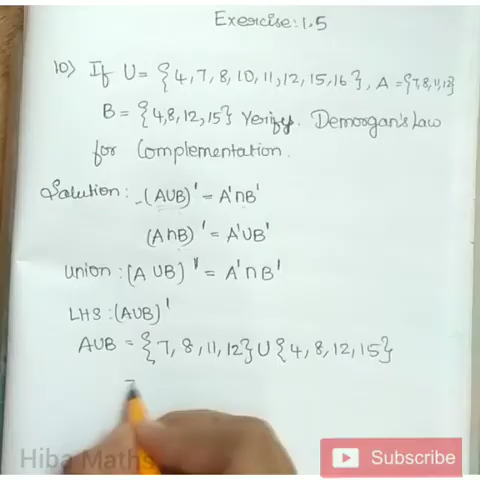 Exercise:1.5
10) If U= {4,7,8,10,11,12,15,16}, A ={7,8,11,12}
B = {4,8,12,15} Verify. Demorgan's Law
for Complementation.
Solution: -(AUB)' = A'∩B'
(A∩B)' = A'UB'
Union : (A UB)' = A'∩B'
LHS :(AUB)'
AUB = {7, 8, 11, 12}U{4, 8, 12, 15}
Hiba Maths
Subscribe